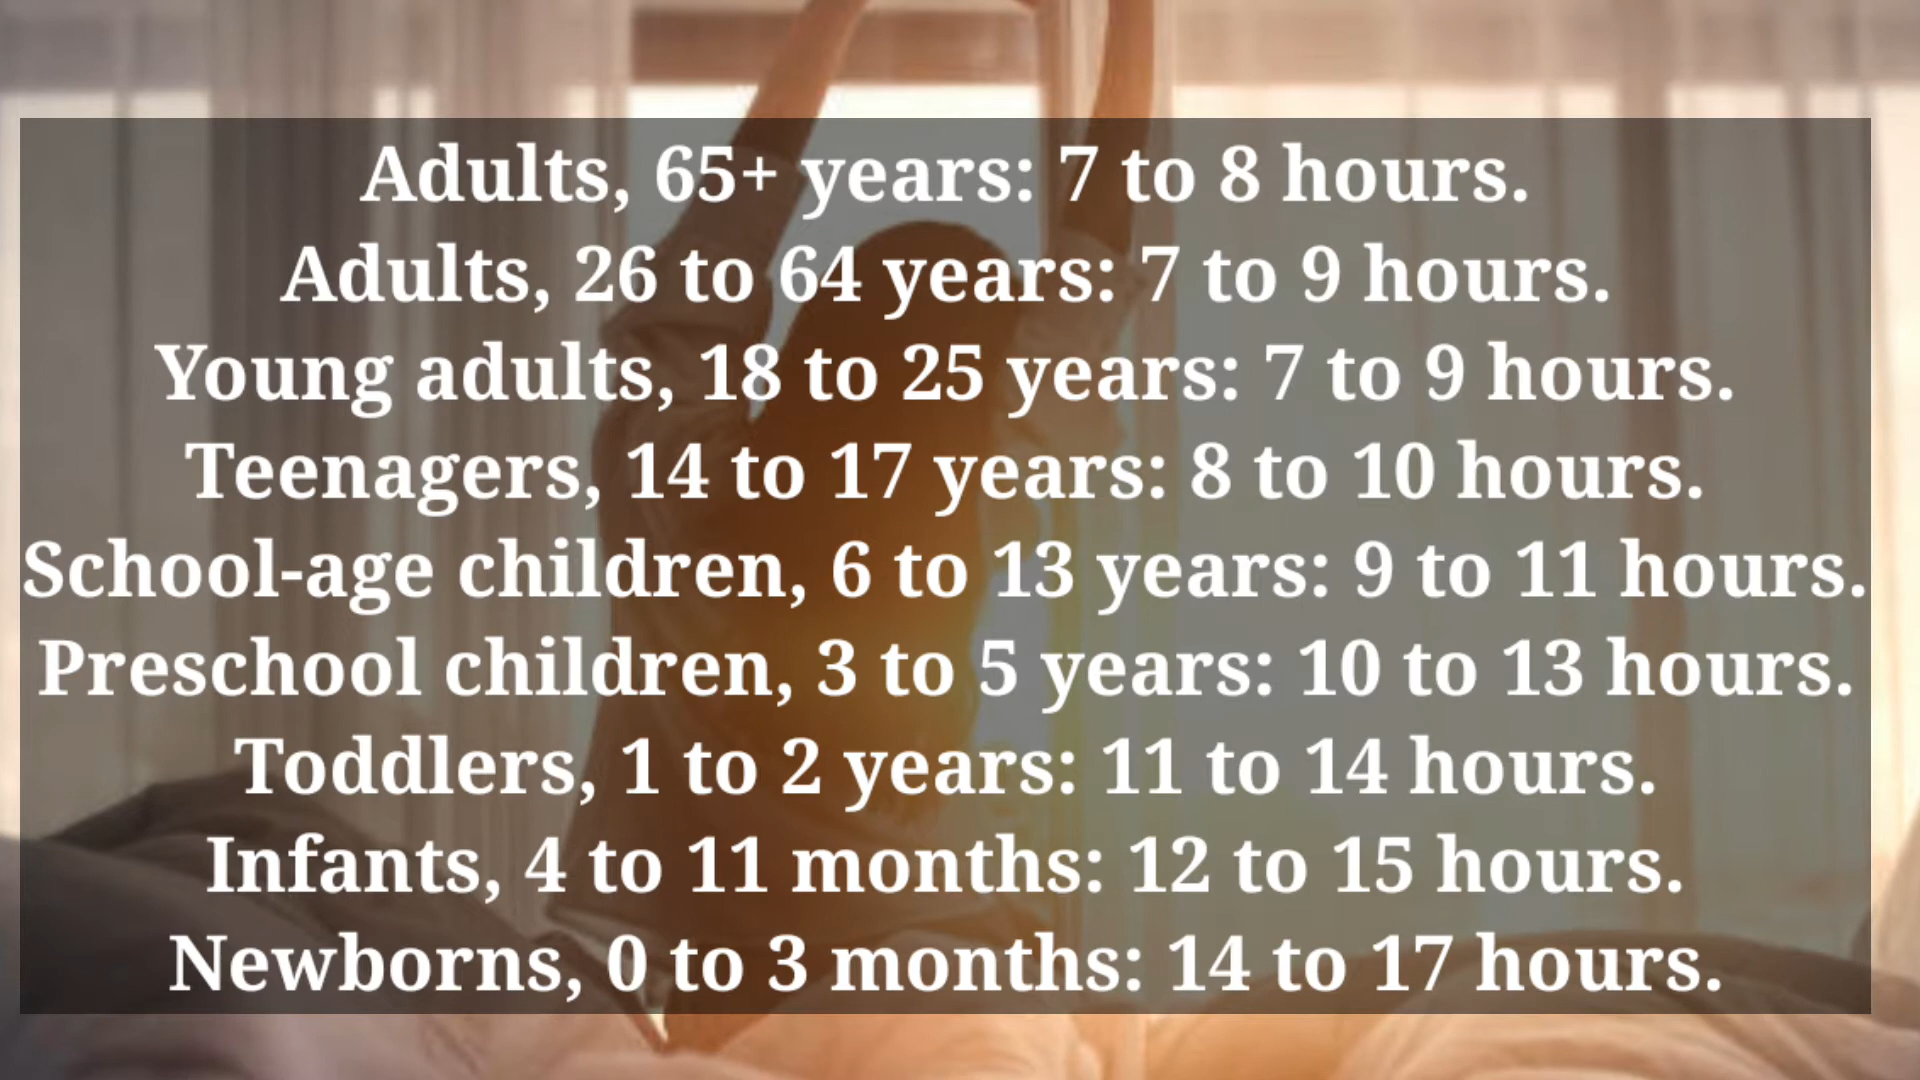 Adults, 65+ years: 7 to 8 hours.
Adults, 26 to 64 years: 7 to 9 hours.
Young adults, 18 to 25 years: 7 to 9 hours.
Teenagers, 14 to 17 years: 8 to 10 hours.
School-age children, 6 to 13 years: 9 to 11 hours.
Preschool children, 3 to 5 years: 10 to 13 hours.
Toddlers, 1 to 2 years: 11 to 14 hours.
Infants, 4 to 11 months: 12 to 15 hours.
Newborns, 0 to 3 months: 14 to 17 hours.